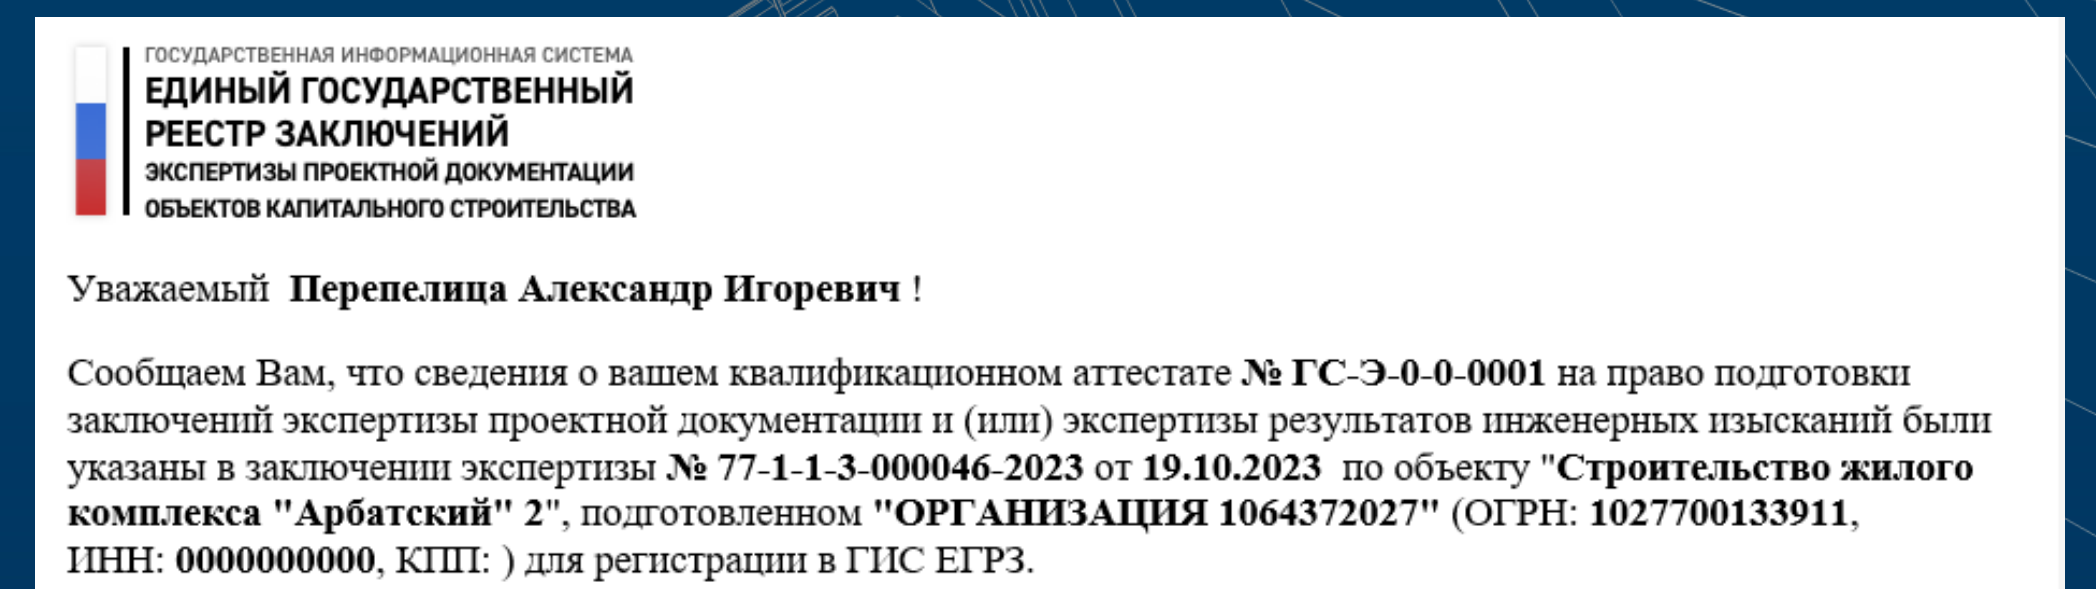 ГОСУДАРСТВЕННАЯ ИНФОРМАЦИОННАЯ СИСТЕМА
ЕДИНЫЙ ГОСУДАРСТВЕННЫЙ
РЕЕСТР ЗАКЛЮЧЕНИЙ
ЭКСПЕРТИЗЫ ПРОЕКТНОЙ ДОКУМЕНТАЦИИ
ОБЪЕКТОВ КАПИТАЛЬНОГО СТРОИТЕЛЬСТВА
Уважаемый Перепелица Александр Игоревич !
Сообщаем Вам, что сведения о вашем квалификационном аттестате № ГС-Э-0-0-0001 на право подготовки
заключений экспертизы проектной документации и (или) экспертизы результатов инженерных изысканий были
указаны в заключении экспертизы № 77-1-1-3-000046-2023 от 19.10.2023 по объекту "Строительство жилого
комплекса "Арбатский" 2", подготовленном "ОРГАНИЗАЦИЯ 1064372027" (ОГРН: 1027700133911,
ИНН: 0000000000, КПП: ) для регистрации в ГИС ЕГРЗ.